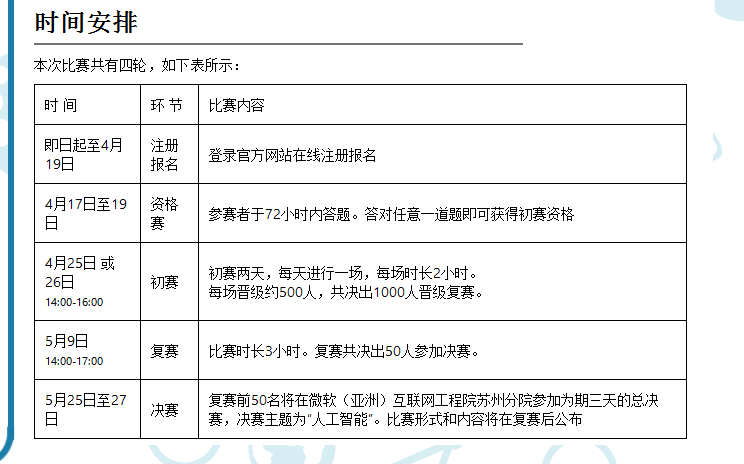 时间安排
本次比赛共有四轮，如下表所示：
时 间 环 节 比赛内容
即日起至4月
19日
注册
报名
登录官方网站在线注册报名
4月17日至19
日
资格
赛
参赛者于72小时内答题。答对任意一道题即可获得初赛资格
4月25日 或
26日
14:00-16:00
初赛
初赛两天，每天进行一场，每场时长2小时。
每场晋级约500人，共决出1000人晋级复赛。
5月9日
14:00-17:00
复赛
比赛时长3小时。复赛共决出50人参加决赛。
5月25日至27
日
决赛
复赛前50名将在微软（亚洲）互联网工程院苏州分院参加为期三天的总决
赛，决赛主题为“人工智能”。比赛形式和内容将在复赛后公布